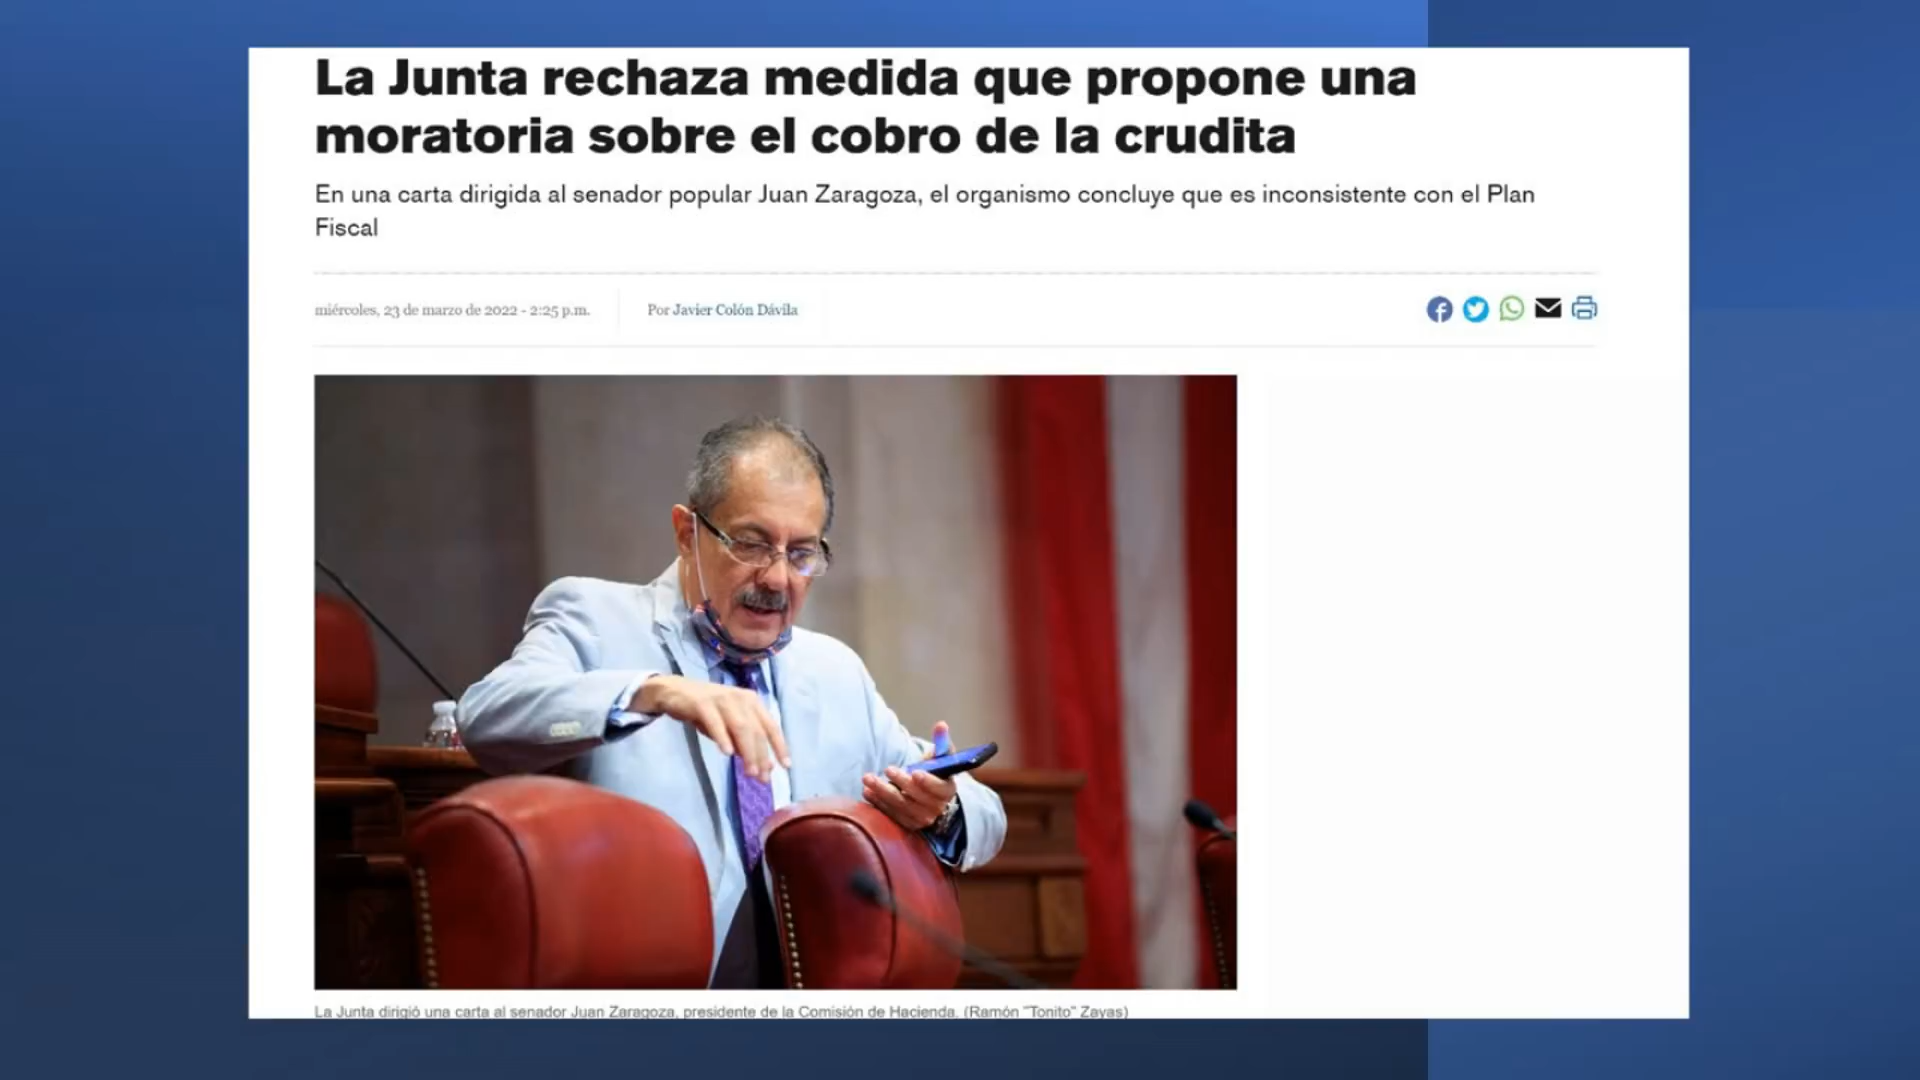 La Junta rechaza medida que propone una
moratoria sobre el cobro de la crudita
En una carta dirigida al senador popular Juan Zaragoza, el organismo concluye que es inconsistente con el Plan
Fiscal
miércoles, 23 de marzo de 2022 - 2:25 p.m.
Por Javier Colón Dávila
La Junta dirigió una carta al senador Juan Zaragoza, presidente de la Comisión de Hacienda. (Ramón "Tonito" Zayas)